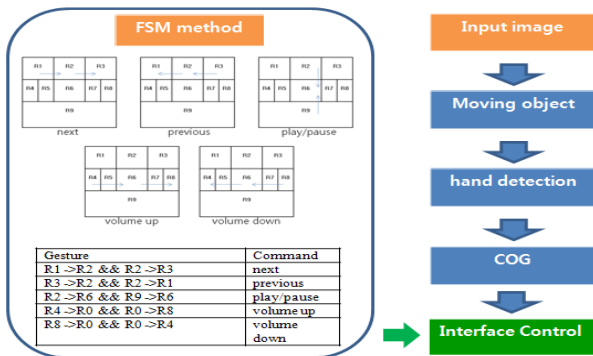 FSM method
R1 R2 R3
R4 R5 R6 R7 R8
R9
next
R1 R2 R3
R4 R5 R6 R7 R8
R9
previous
R1 R2 R3
R4 R5 R6 R7 R8
R9
play/pause
R1 R2 R3
R4 R5 R6 R7 R8
R9
volume up
R1 R2 R3
R4 R5 R6 R7 R8
R9
volume down
Gesture Command
R1 ->R2 && R2 ->R3 next
R3 ->R2 && R2 ->R1 previous
R2 ->R6 && R9 ->R6 play/pause
R4 ->R0 && R0 ->R8 volume up
R8 ->R0 && R0 ->R4 volume
down
Input image
Moving object
hand detection
COG
Interface Control